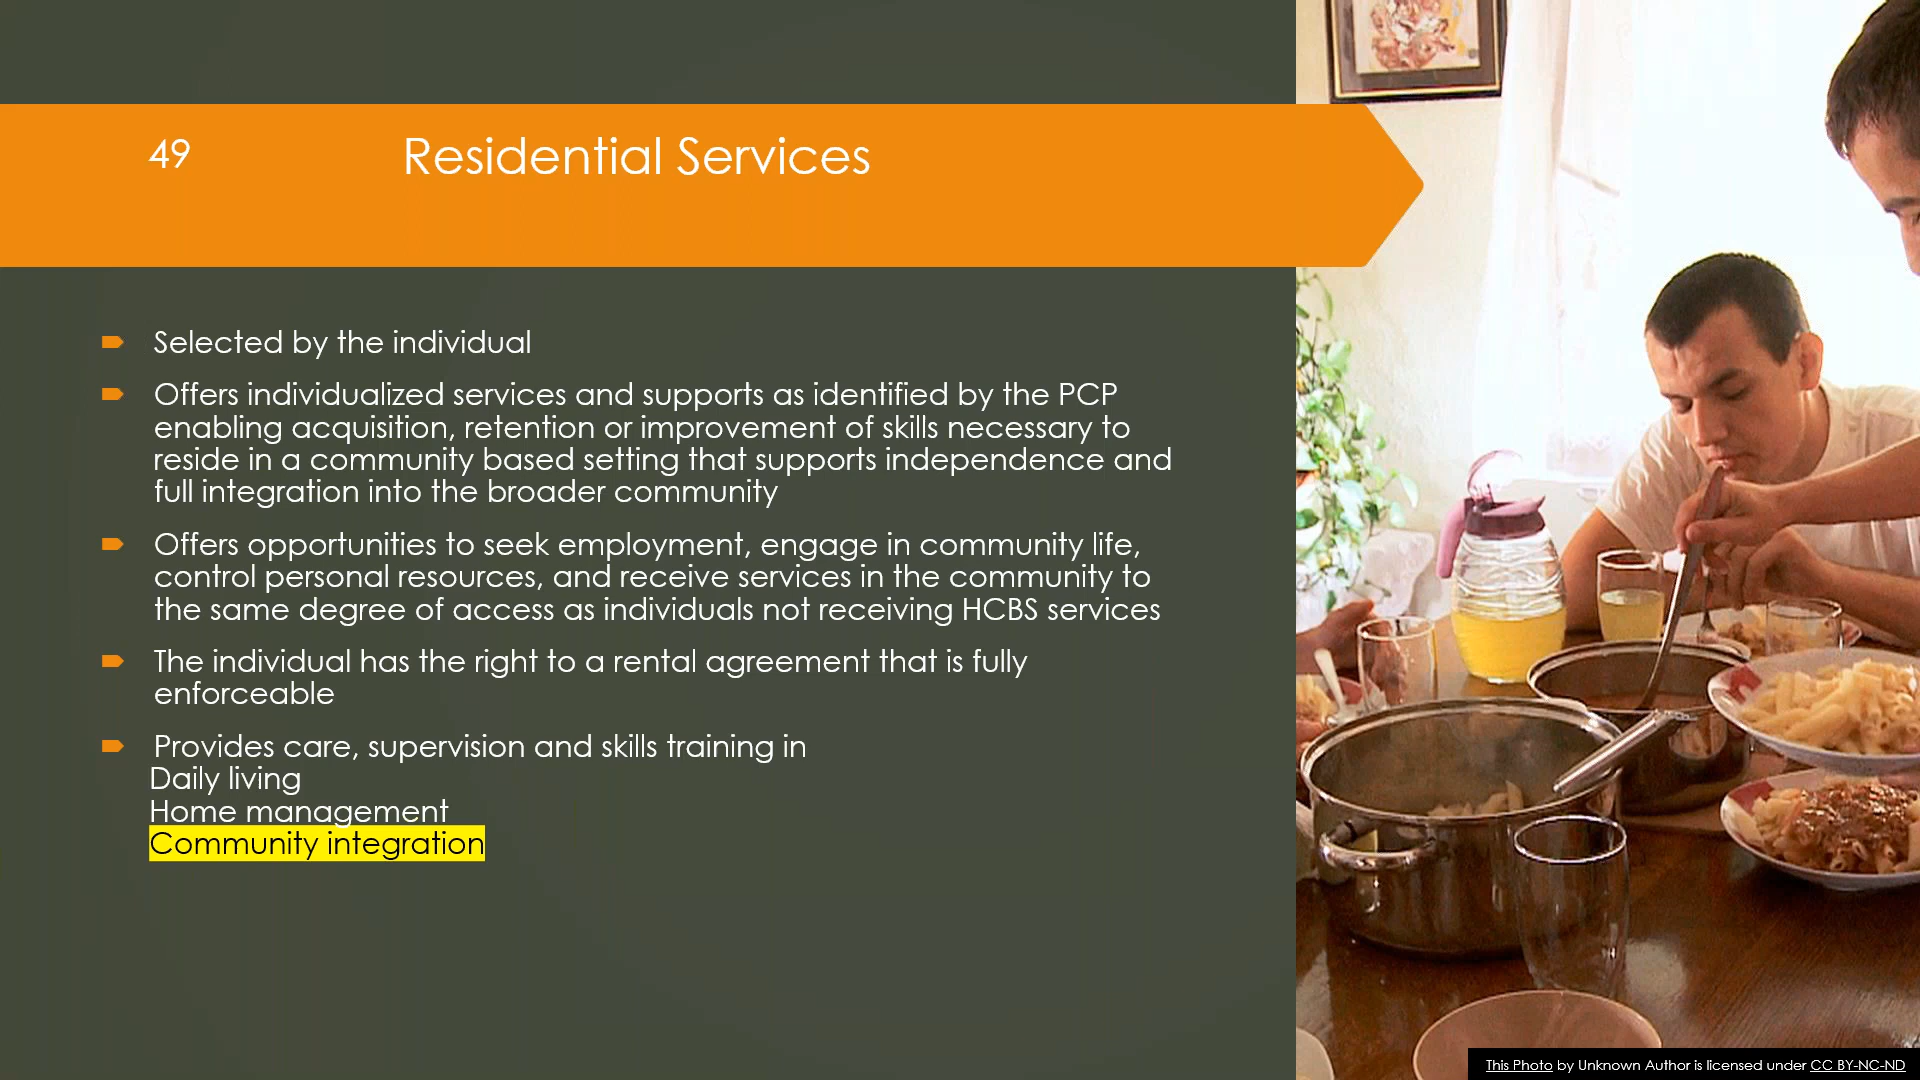 49
Residential Services
Selected by the individual
Offers individualized services and supports as identified by the PCP
enabling acquisition, retention or improvement of skills necessary to
reside in a community based setting that supports independence and
full integration into the broader community
Offers opportunities to seek employment, engage in community life,
control personal resources, and receive services in the community to
the same degree of access as individuals not receiving HCBS services
The individual has the right to a rental agreement that is fully
enforceable
Provides care, supervision and skills training in
Daily living
Home management
Community integration
This Photo by Unknown Author is licensed under CC BY-NC-ND